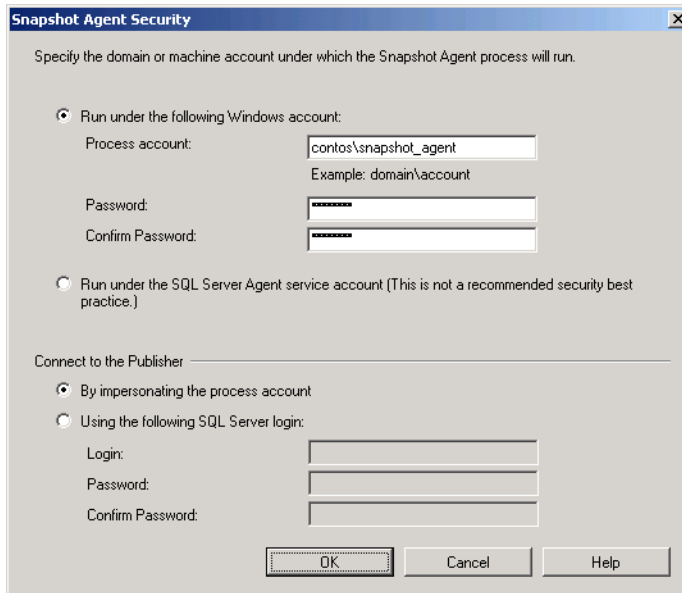 Snapshot Agent Security
Specify the domain or machine account under which the Snapshot Agent process will run.
Run under the following Windows account:
Process account:
contos\snapshot_agent
Example: domain\account
Password:
Confirm Password:
Run under the SQL Server Agent service account (This is not a recommended security best
practice.)
Connect to the Publisher
By impersonating the process account
Using the following SQL Server login:
Login:
Password:
Confirm Password:
OK
Cancel
Help